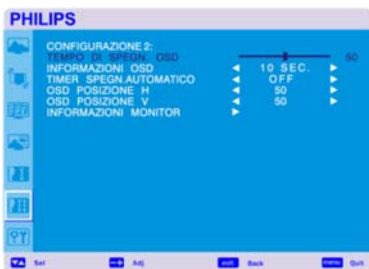 PHILIPS
CONFIGURAZIONE 2:
TEMPO DI SPEGN. OSD 50
INFORMAZIONI OSD 10 SEC.
TIMER SPEGN.AUTOMATICO OFF
OSD POSIZIONE H 50
OSD POSIZIONE V 50
INFORMAZIONI MONITOR
Sel Adj exit Back menu Quit